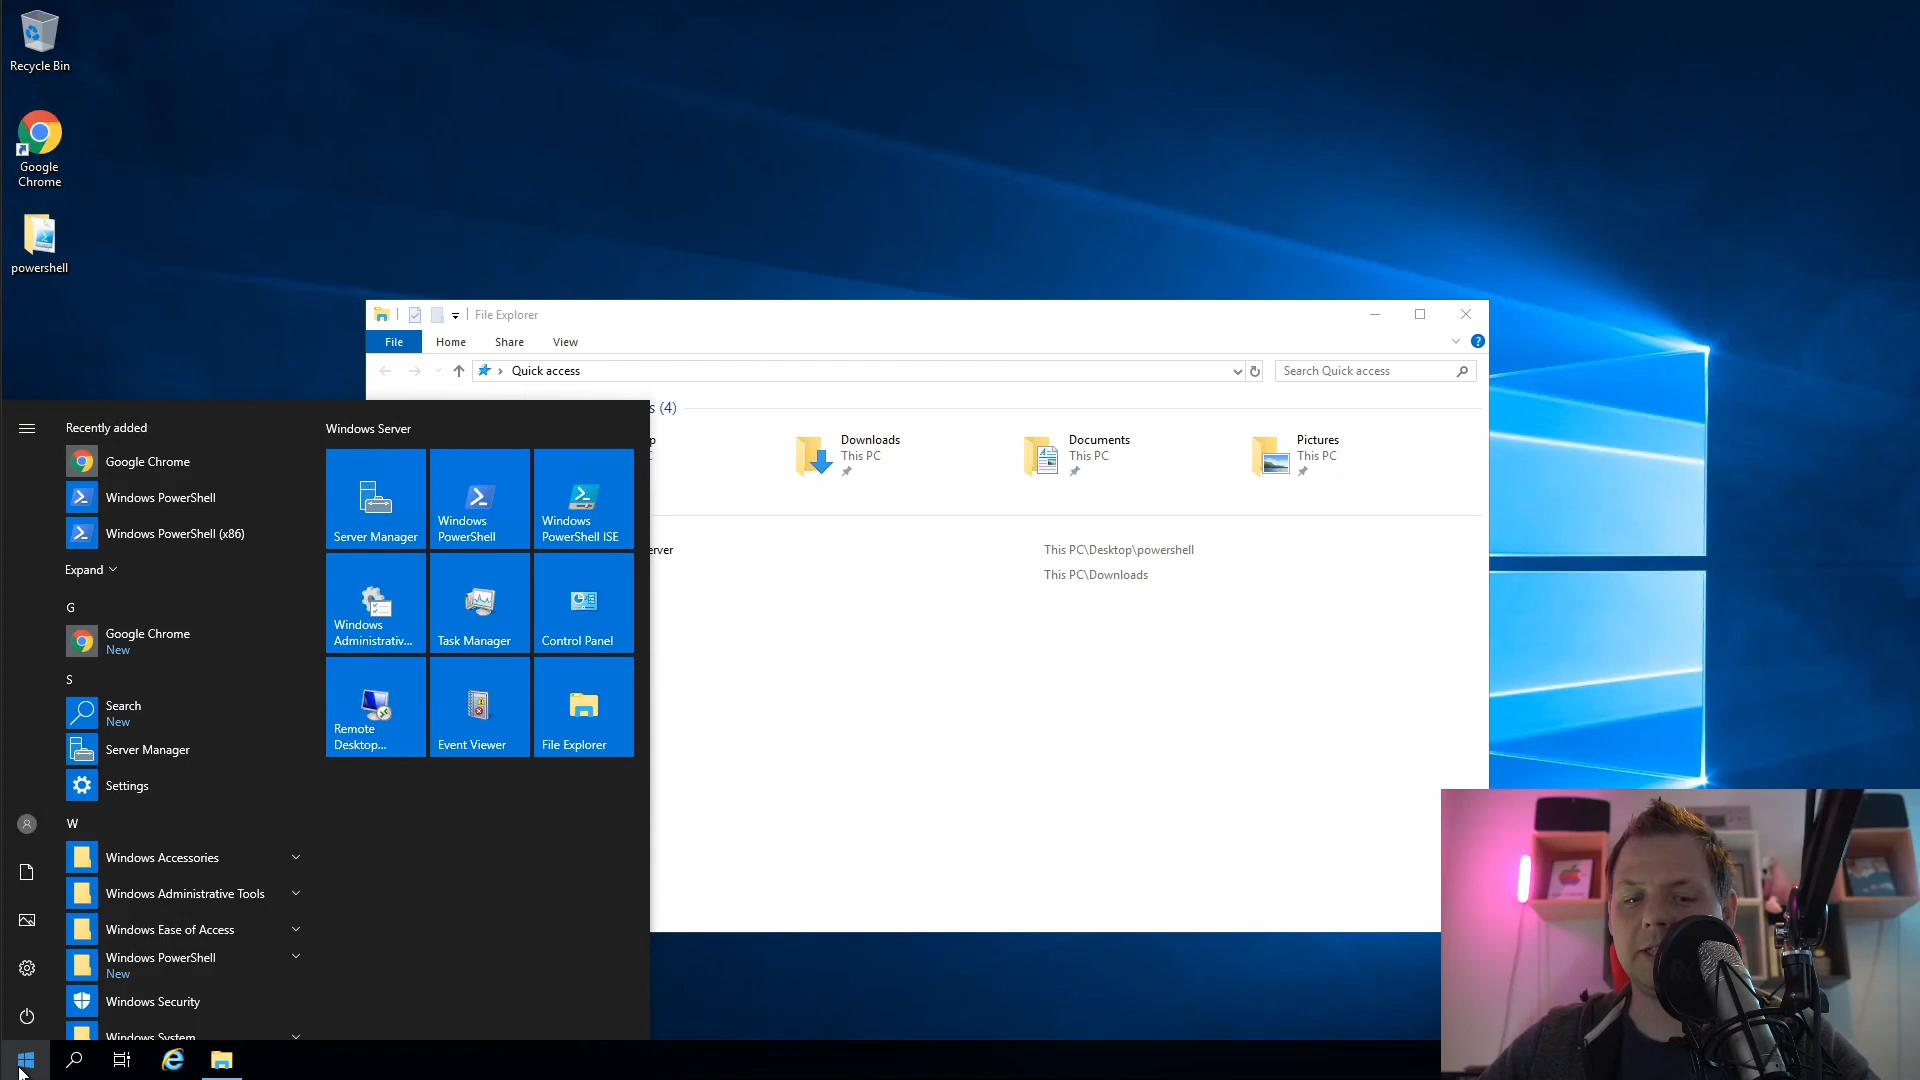 Recycle Bin
Google
Chrome
powershell
File Explorer
File
Home
Share
View
Quick access
Search Quick access
s (4)
p
C
Downloads
This PC
Documents
This PC
Pictures
This PC
erver
This PC\Desktop\powershell
This PC\Downloads
Recently added
Google Chrome
Windows PowerShell
Windows PowerShell (x86)
Expand
G
Google Chrome
New
S
Search
New
Server Manager
Settings
W
Windows Accessories
Windows Administrative Tools
Windows Ease of Access
Windows PowerShell
New
Windows Security
Windows System
Windows Server
Server Manager
Windows
PowerShell
Windows
PowerShell ISE
Windows
Administrativ...
Task Manager
Control Panel
Remote
Desktop...
Event Viewer
File Explorer